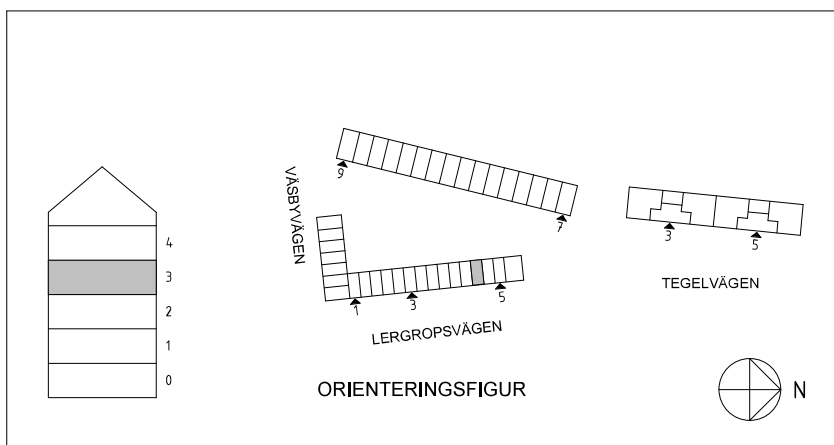 4
3
2
1
0
VÄSBYVÄGEN
9
7
1
3
5
LERGROPSVÄGEN
3
5
TEGELVÄGEN
ORIENTERINGSFIGUR
N